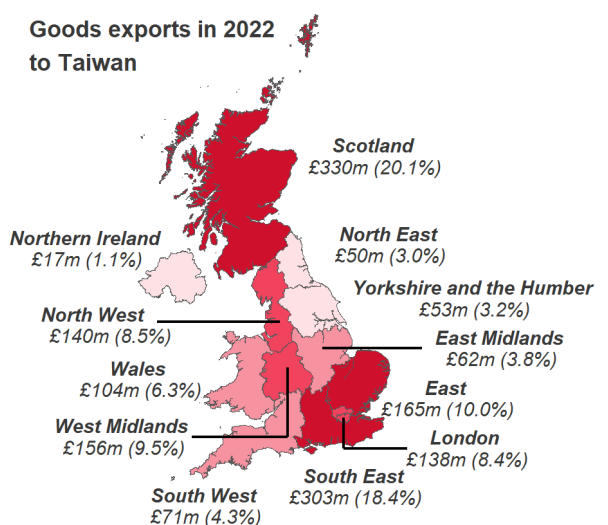 Goods exports in 2022
to Taiwan
Scotland
£330m (20.1%)
Northern Ireland
£17m (1.1%)
North East
£50m (3.0%)
Yorkshire and the Humber
£53m (3.2%)
North West
£140m (8.5%)
East Midlands
£62m (3.8%)
Wales
£104m (6.3%)
East
£165m (10.0%)
West Midlands
£156m (9.5%)
London
£138m (8.4%)
South East
£303m (18.4%)
South West
£71m (4.3%)